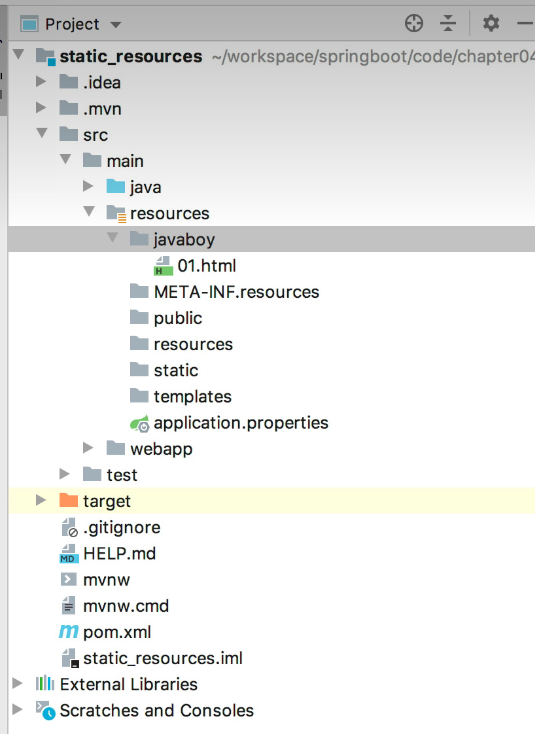 Project
static_resources ~/workspace/springboot/code/chapter04
.idea
.mvn
src
main
java
resources
javaboy
H 01.html
META-INF.resources
public
resources
static
templates
application.properties
webapp
test
target
.gitignore
MD HELP.md
mvnw
mvnw.cmd
m pom.xml
static_resources.iml
External Libraries
Scratches and Consoles